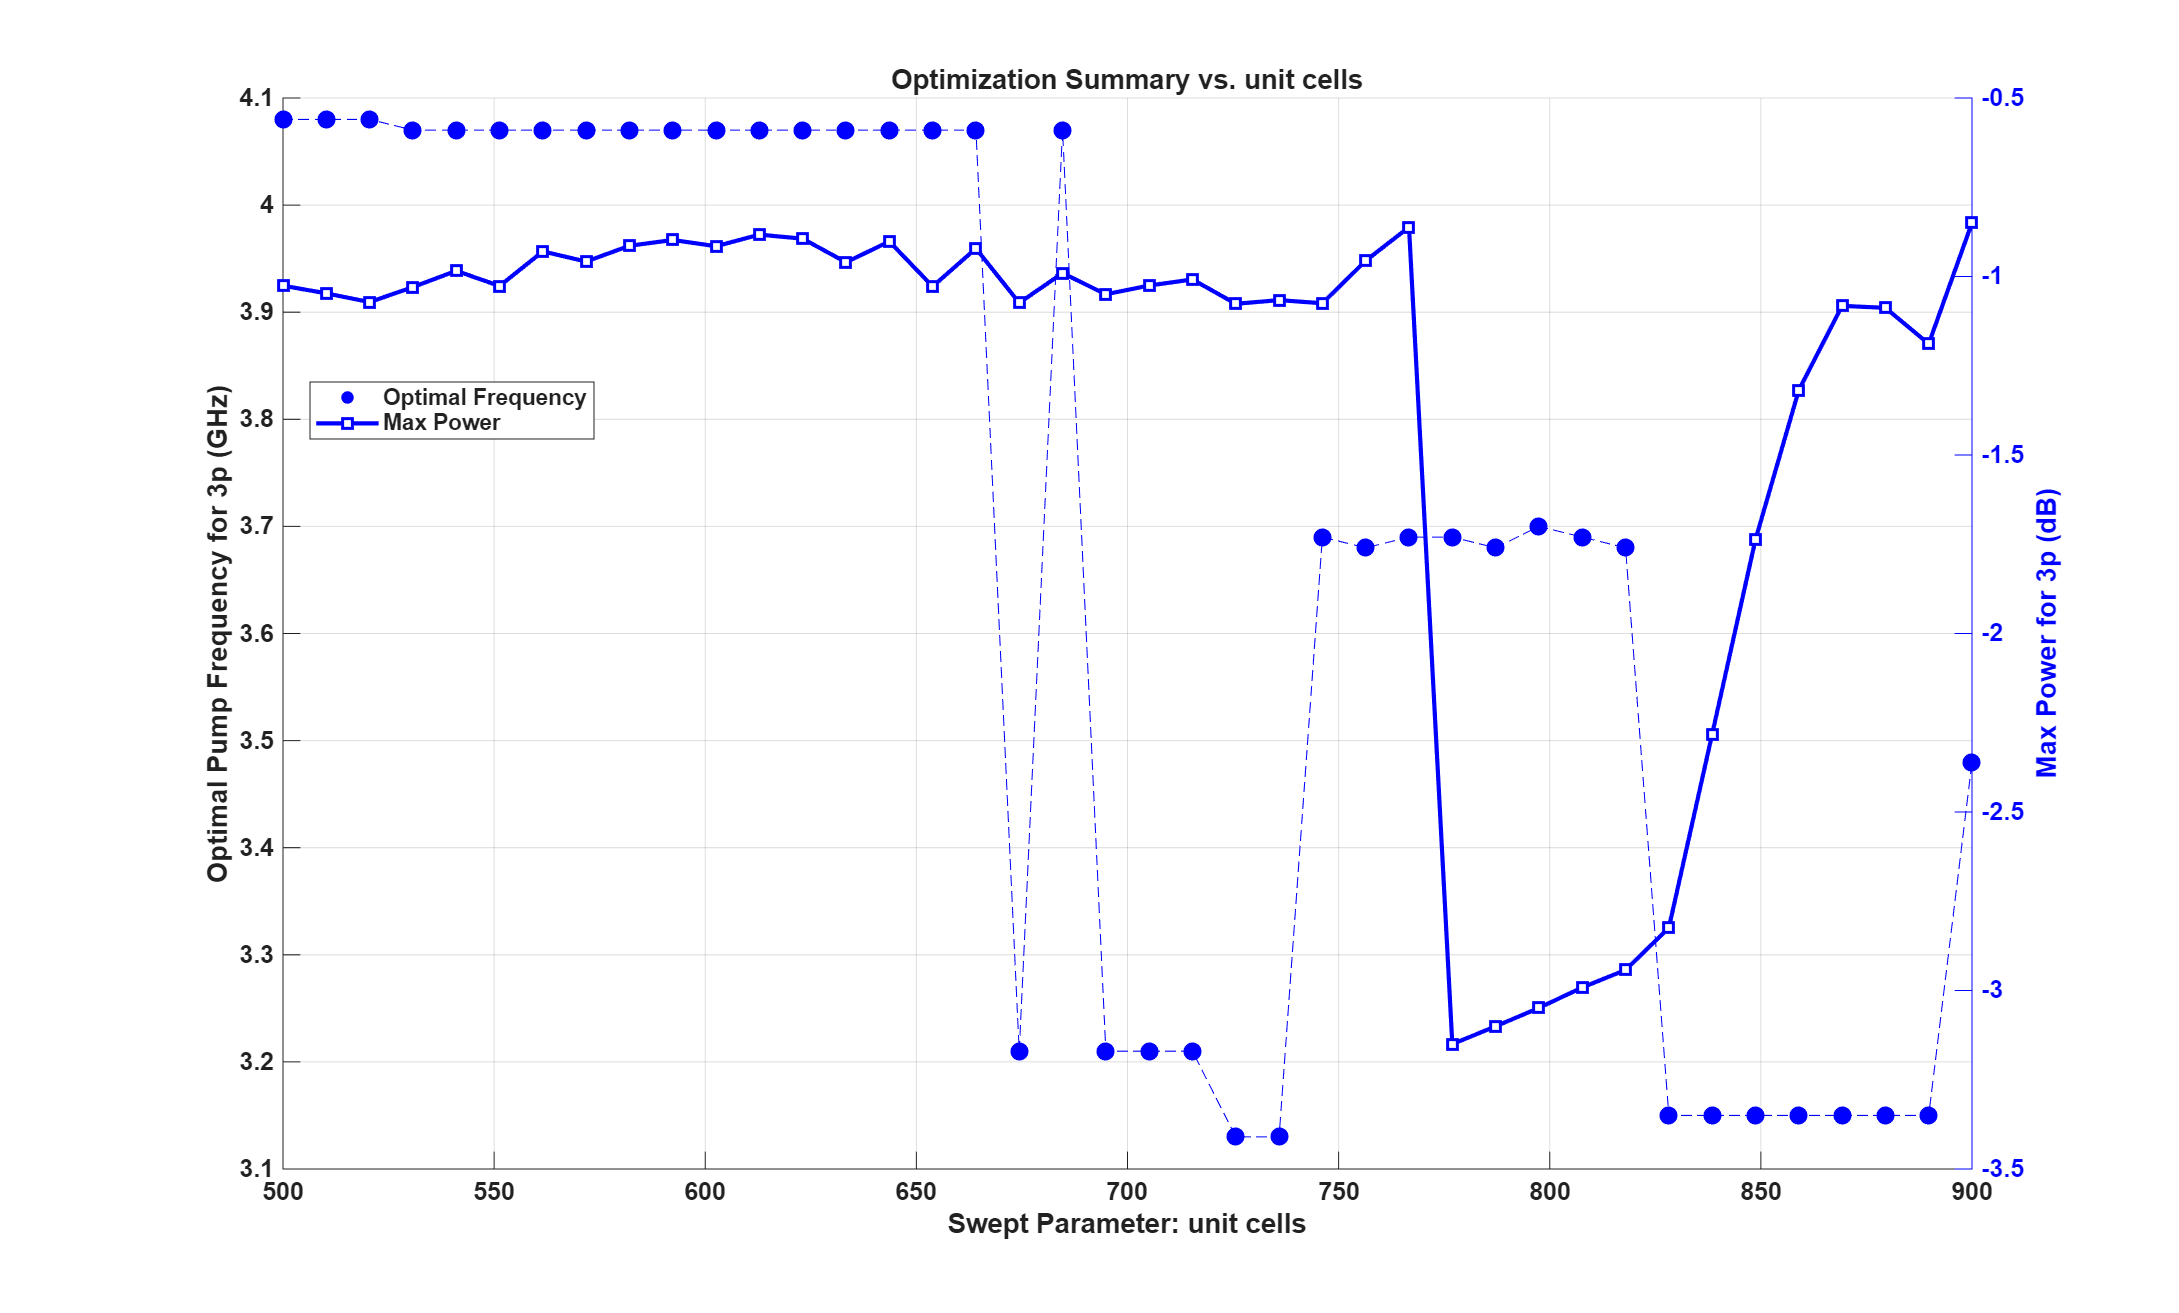 Optimization Summary vs. unit cells
4.1
4
3.9
3.8
3.7
3.6
3.5
3.4
3.3
3.2
3.1
Optimal Pump Frequency for 3p (GHz)
Optimal Frequency
Max Power
-0.5
-1
-1.5
-2
-2.5
-3
-3.5
Max Power for 3p (dB)
500 550 600 650 700 750 800 850 900
Swept Parameter: unit cells